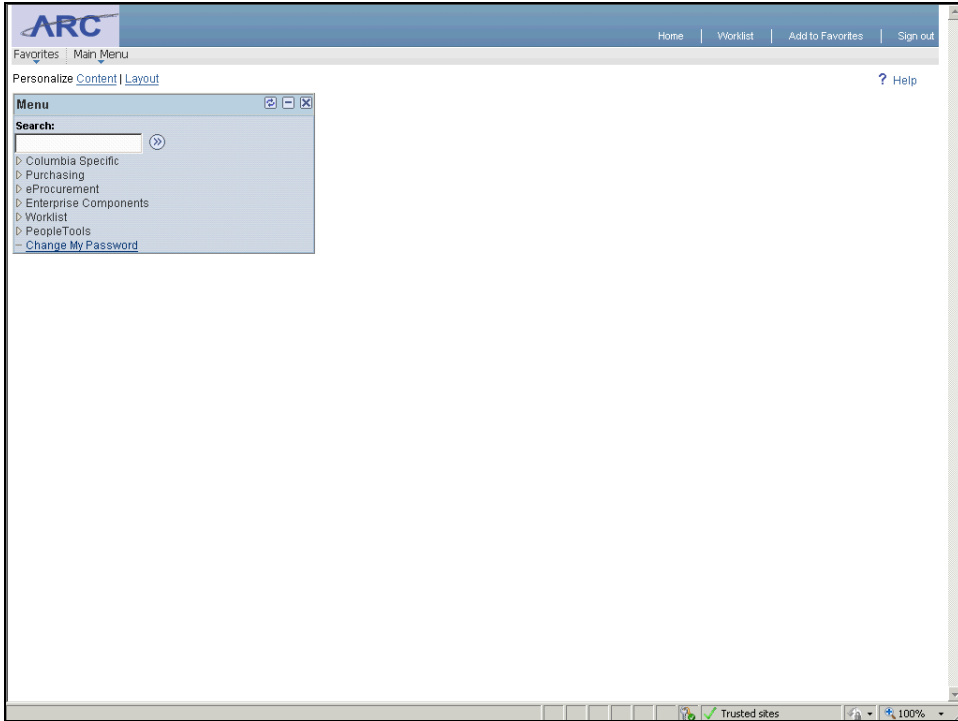 ARC
Home | Worklist | Add to Favorites | Sign out
Favorites Main Menu
Personalize Content | Layout
? Help
Menu
Search:
Columbia Specific
Purchasing
eProcurement
Enterprise Components
Worklist
PeopleTools
Change My Password
Trusted sites 100%